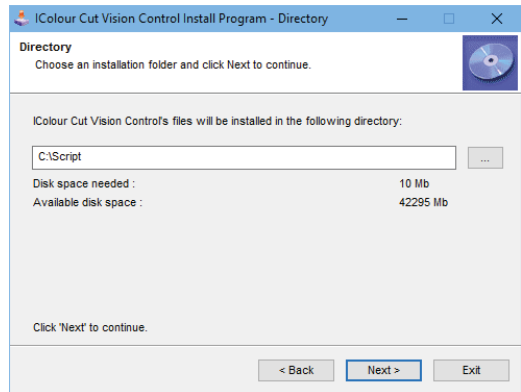 IColour Cut Vision Control Install Program - Directory
Directory
Choose an installation folder and click Next to continue.
IColour Cut Vision Control's files will be installed in the following directory:
C:\Script
...
Disk space needed : 10 Mb
Available disk space : 42295 Mb
Click 'Next' to continue.
< Back Next > Exit